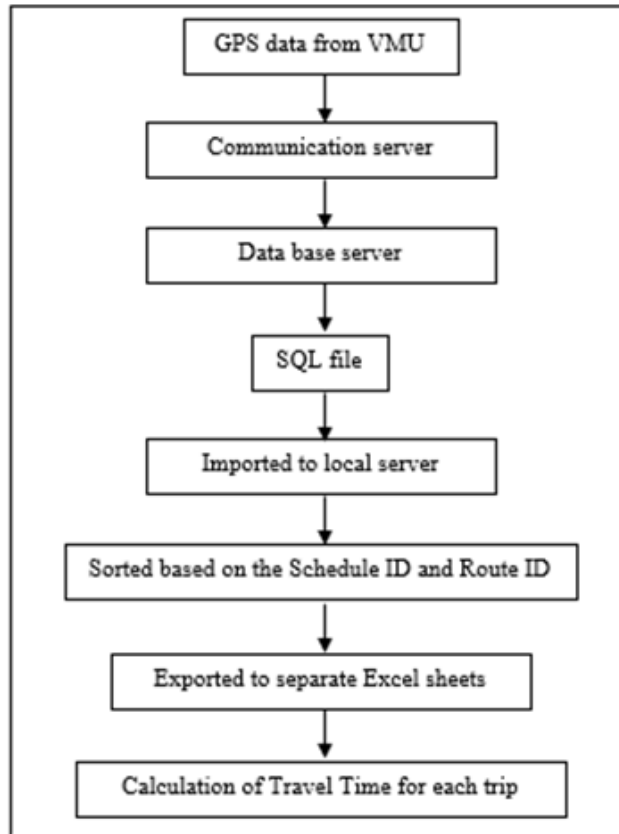 GPS data from VMU
Communication server
Data base server
SQL file
Imported to local server
Sorted based on the Schedule ID and Route ID
Exported to separate Excel sheets
Calculation of Travel Time for each trip